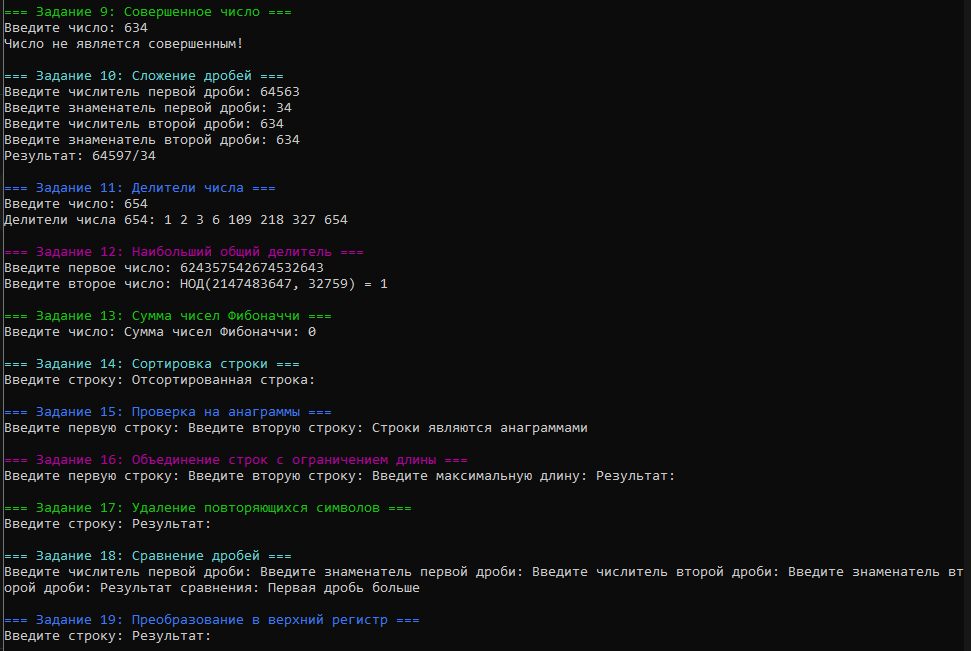 === Задание 9: Совершенное число ===
Введите число: 634
Число не является совершенным!
=== Задание 10: Сложение дробей ===
Введите числитель первой дроби: 64563
Введите знаменатель первой дроби: 34
Введите числитель второй дроби: 634
Введите знаменатель второй дроби: 634
Результат: 64597/34
=== Задание 11: Делители числа ===
Введите число: 654
Делители числа 654: 1 2 3 6 109 218 327 654
=== Задание 12: Наибольший общий делитель ===
Введите первое число: 624357542674532643
Введите второе число: НОД(2147483647, 32759) = 1
=== Задание 13: Сумма чисел Фибоначчи ===
Введите число: Сумма чисел Фибоначчи: 0
=== Задание 14: Сортировка строки ===
Введите строку: Отсортированная строка:
=== Задание 15: Проверка на анаграммы ===
Введите первую строку: Введите вторую строку: Строки являются анаграммами
=== Задание 16: Объединение строк с ограничением длины ===
Введите первую строку: Введите вторую строку: Введите максимальную длину: Результат:
=== Задание 17: Удаление повторяющихся символов ===
Введите строку: Результат:
=== Задание 18: Сравнение дробей ===
Введите числитель первой дроби: Введите знаменатель первой дроби: Введите числитель второй дроби: Введите знаменатель вт
орой дроби: Результат сравнения: Первая дробь больше
=== Задание 19: Преобразование в верхний регистр ===
Введите строку: Результат: